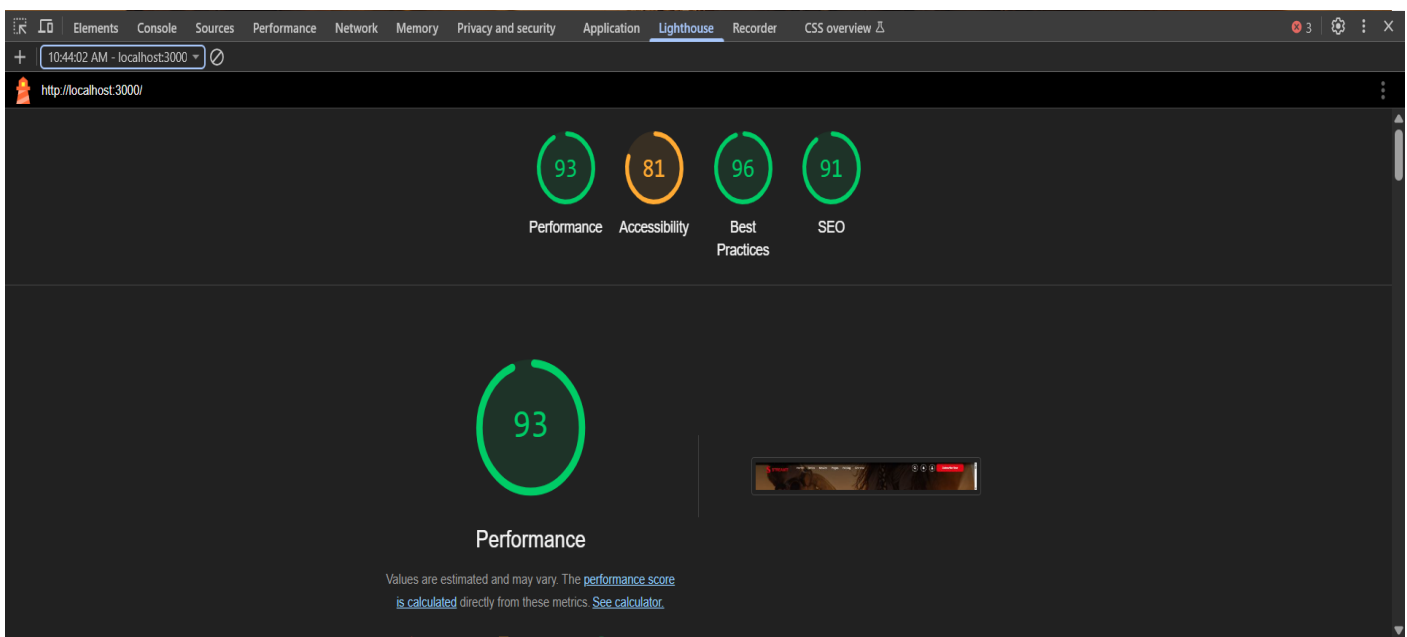 Elements Console Sources Performance Network Memory Privacy and security Application Lighthouse Recorder CSS overview 3
10:44:02 AM - localhost:3000
http://localhost:3000/
93 81 96 91
Performance Accessibility Best Practices SEO
93
Performance
Values are estimated and may vary. The performance score
is calculated directly from these metrics. See calculator.